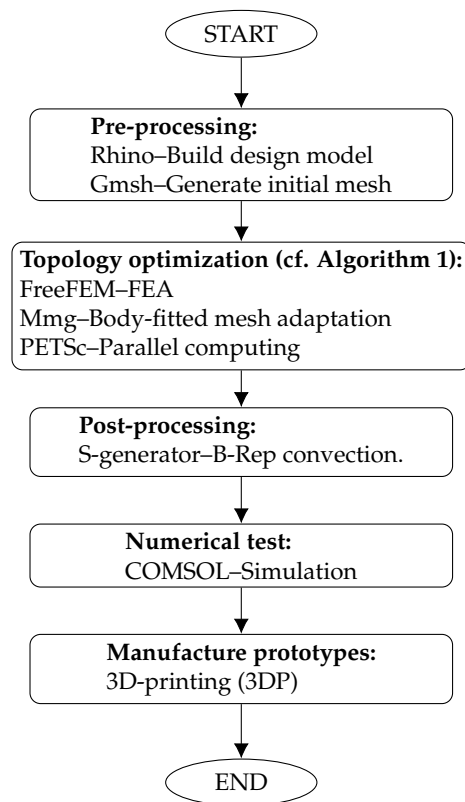 START
Pre-processing:
Rhino–Build design model
Gmsh–Generate initial mesh
Topology optimization (cf. Algorithm 1):
FreeFEM–FEA
Mmg–Body-fitted mesh adaptation
PETSc–Parallel computing
Post-processing:
S-generator–B-Rep convection.
Numerical test:
COMSOL–Simulation
Manufacture prototypes:
3D-printing (3DP)
END